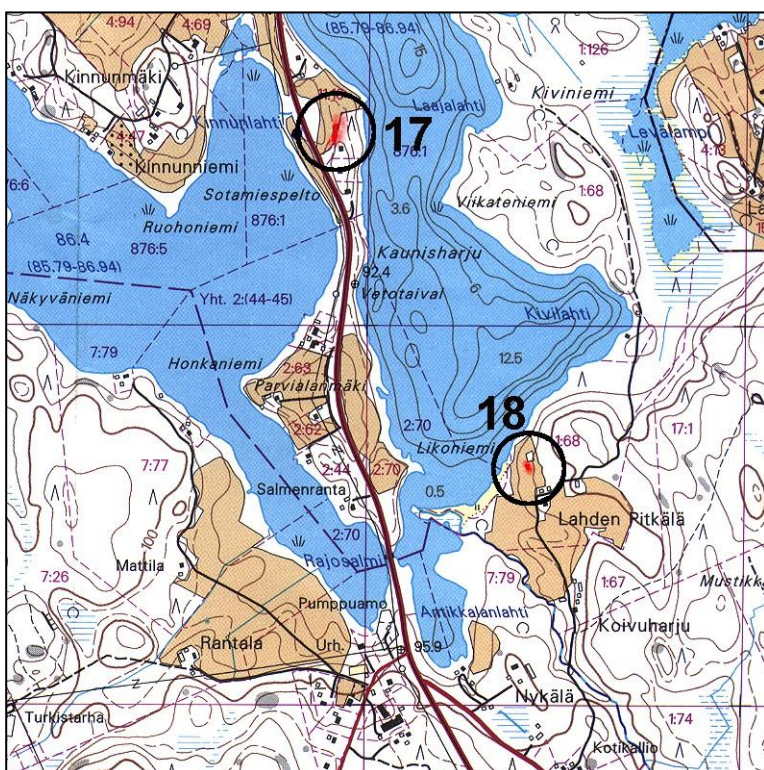 4:94
4:69
(85.79-86.94)
15
1:126
Kinnunmäki
Kiviniemi
Kinnunlahti
17
Laajalahti
Levälampi
876:1
4:47
4:13
Kinnunniemi
Sotamiespelto
1:68
3.6
Viikateniemi
876:1
Ruohoniemi
86.4
876:5
Kaunisharju
(85.79-86.94)
92.4
6
Näkyväniemi
Yht. 2:(44-45)
Vetotaival
Kivilahti
7:79
Honkaniemi
12.5
2:63
Parvialanmäki
18
2:70
Likoniemi
1:68
17:1
2:62
7:77
2:44
2:70
Salmenranta
0.5
Lahden Pitkälä
100
2:70
Rajosalmi
Mattila
7:79
7:26
1:67
Pumppuamo
Amikkalanlahti
Koivuharju
Rantala
Urh.
95.9
Nykälä
Turkistarha
1:74
Kotikallio